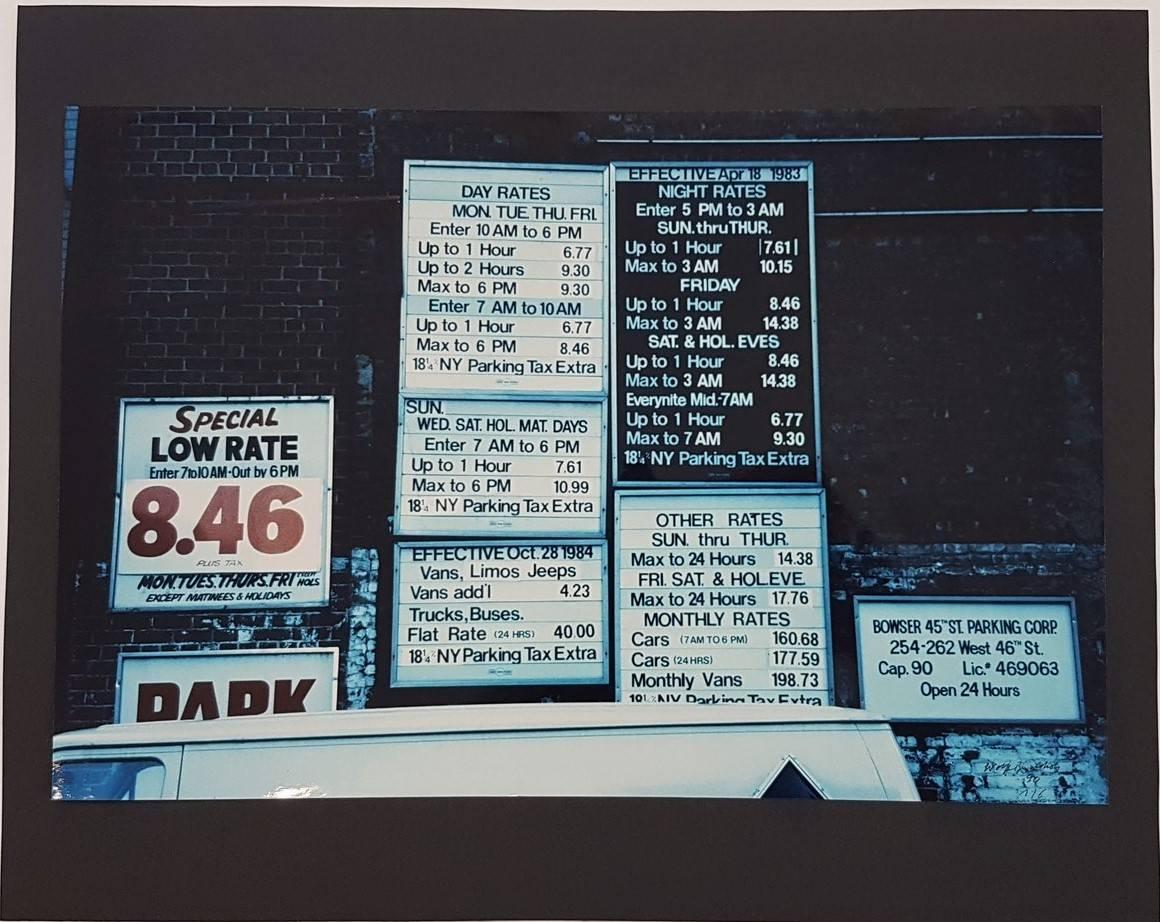 SPECIAL
LOW RATE
Enter 7to10AM-Out by 6PM
8.46
PLUS TAX
MON.TUES.THURS.FRI
HOLS
EXCEPT MATINEES & HOLIDAYS
PARK
DAY RATES
MON. TUE. THU. FRI.
Enter 10 AM to 6 PM
Up to 1 Hour 6.77
Up to 2 Hours 9.30
Max to 6 PM 9.30
Enter 7 AM to 10 AM
Up to 1 Hour 6.77
Max to 6 PM 8.46
18¼% NY Parking Tax Extra
SUN.
WED. SAT. HOL. MAT. DAYS
Enter 7 AM to 6 PM
Up to 1 Hour 7.61
Max to 6 PM 10.99
18¼% NY Parking Tax Extra
EFFECTIVE Oct. 28 1984
Vans, Limos Jeeps
Vans add'l 4.23
Trucks, Buses.
Flat Rate (24 HRS) 40.00
18¼% NY Parking Tax Extra
EFFECTIVE Apr 18 1983
NIGHT RATES
Enter 5 PM to 3 AM
SUN. thru THUR.
Up to 1 Hour 7.61
Max to 3 AM 10.15
FRIDAY
Up to 1 Hour 8.46
Max to 3 AM 14.38
SAT. & HOL. EVES
Up to 1 Hour 8.46
Max to 3 AM 14.38
Everynite Mid.-7AM
Up to 1 Hour 6.77
Max to 7 AM 9.30
18¼% NY Parking Tax Extra
OTHER RATES
SUN. thru THUR.
Max to 24 Hours 14.38
FRI. SAT. & HOL EVE.
Max to 24 Hours 17.76
MONTHLY RATES
Cars (7 AM TO 6 PM) 160.68
Cars (24 HRS) 177.59
Monthly Vans 198.73
18¼% NY Parking Tax Extra
BOWSER 45TH ST. PARKING CORP.
254-262 West 46TH St.
Cap. 90 Lic.# 469063
Open 24 Hours